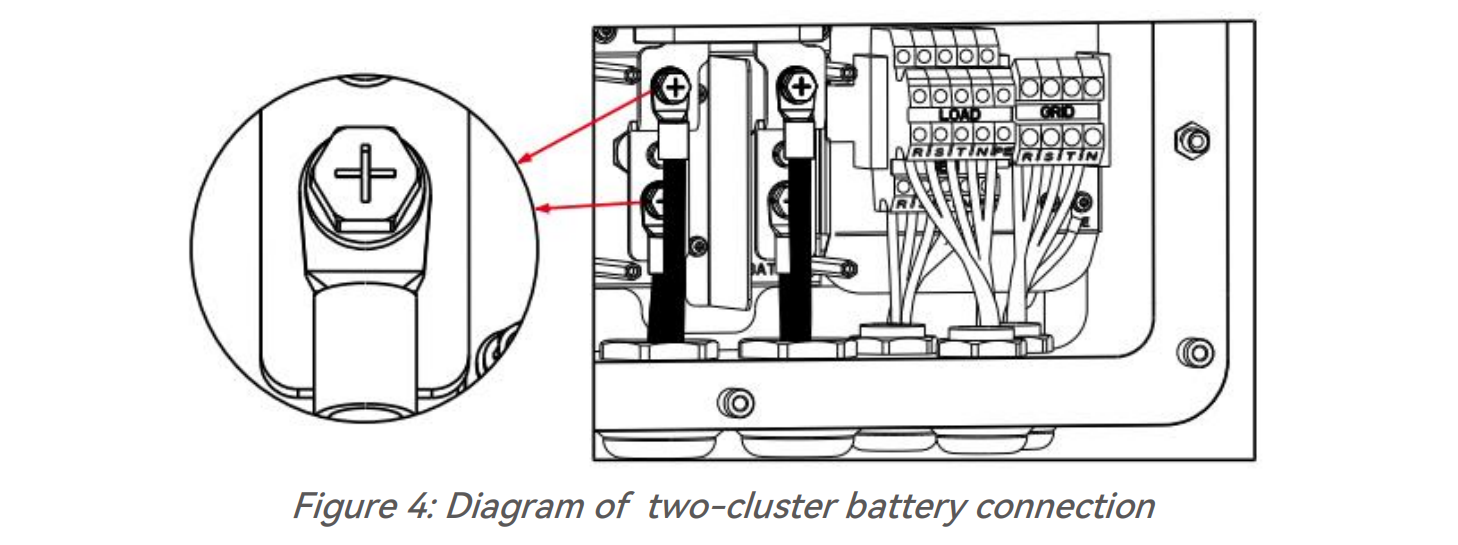 LOAD
GRID
R S T N PE
R S T N
R
E
BAT
Figure 4: Diagram of two-cluster battery connection